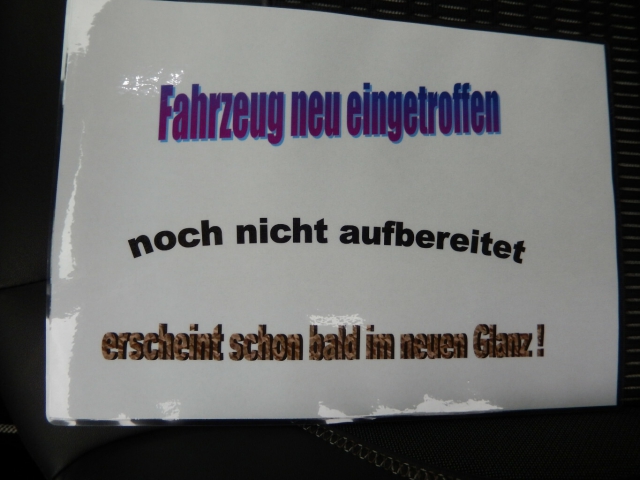 Fahrzeug neu eingetroffen
noch nicht aufbereitet
erscheint schon bald im neuen Glanz !